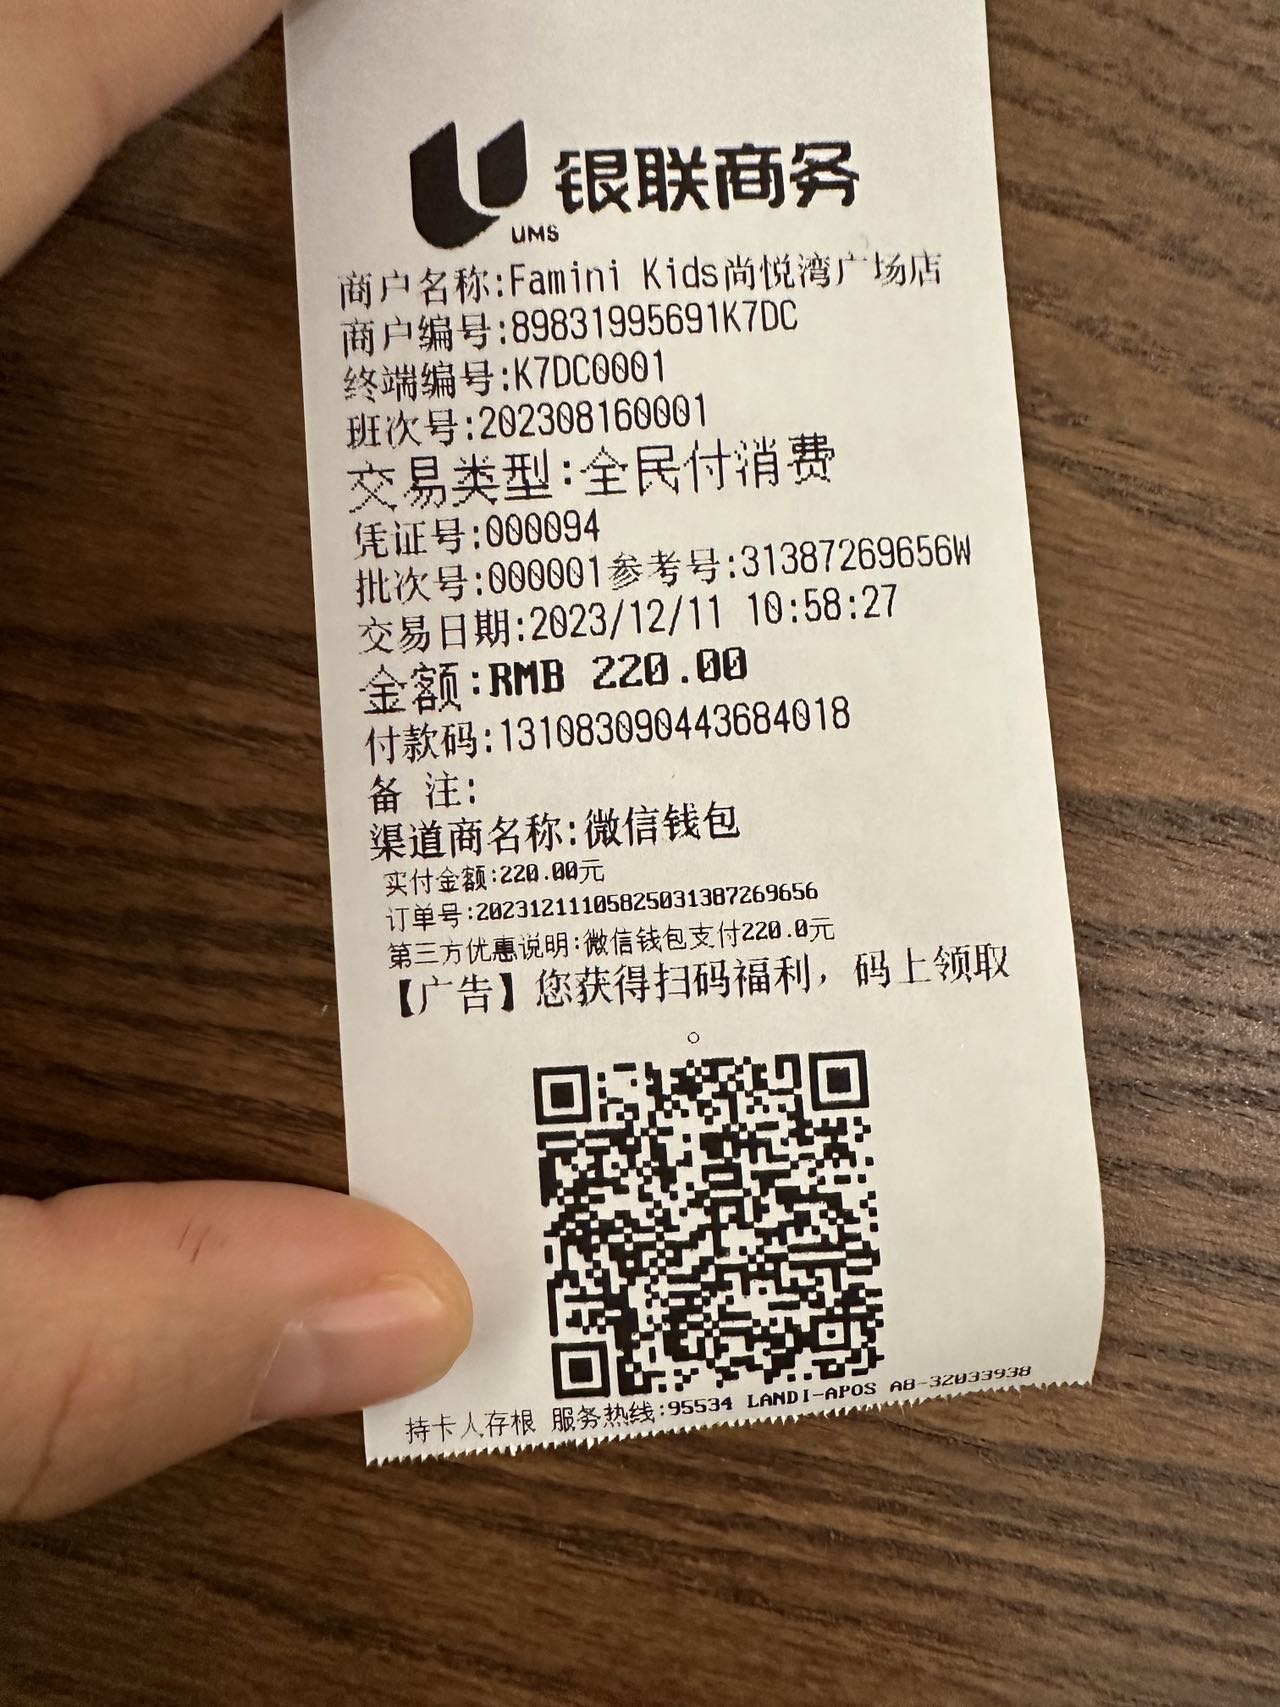 银联商务
UMS
商户名称:Famini Kids尚悦湾广场店
商户编号:89831995691K7DC
终端编号:K7DC0001
班次号:202308160001
交易类型:全民付消费
凭证号:000094
批次号:000001参考号:31387269656W
交易日期:2023/12/11 10:58:27
金额:RMB 220.00
付款码:131083090443684018
备 注:
渠道商名称:微信钱包
实付金额:220.00元
订单号:20231211105825031387269656
第三方优惠说明:微信钱包支付220.0元
【广告】您获得扫码福利，码上领取
。
持卡人存根 服务热线:95534 LANDI-APOS A8-32033938